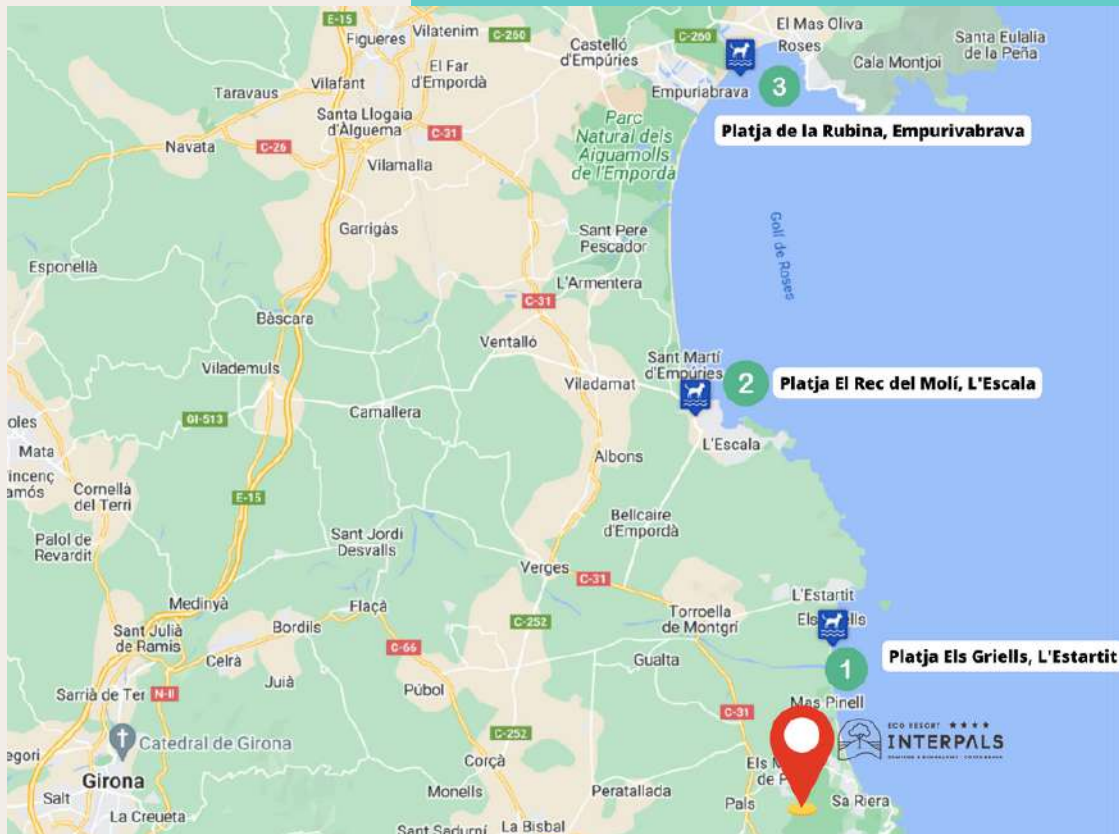 E-15
C-260
Figueres
Vilatenim
Castelló
d'Empúries
C-260
El Mas Oliva
Roses
Santa Eulalia
de la Peña
Cala Montjoi
El Far
d'Empordà
Vilafant
Taravaus
Empuriabrava
3
Santa Llogaia
d'Àlguema
C-31
Parc
Natural dels
Aiguamolls
de l'Empordà
Platja de la Rubina, Empurivabrava
Navata
C-26
Vilamalla
Garrigàs
Sant Pere
Pescador
Golf de Roses
Esponellà
L'Armentera
C-31
Bàscara
Ventalló
Sant Martí
d'Empúries
Vilademuls
Viladamat
2
Platja El Rec del Molí, L'Escala
GI-513
Camallera
oles
Mata
L'Escala
Albons
vincenç
amós
Cornellà
del Terri
E-15
Bellcaire
d'Empordà
Palol de
Revardit
Sant Jordi
Desvalls
Verges
C-31
L'Estartit
Medinyà
Flaçà
Torroella
de Montgrí
Els
ells
Sant Julià
de Ramis
Bordils
C-252
Celrà
C-66
Gualta
1
Platja Els Griells, L'Estartit
Juià
Púbol
Sarrià de Ter
N-II
Mas Pinell
C-31
ECO RESORT ★★★★
INTERPALS
egori
Catedral de Girona
C-252
Girona
Corçà
Els M
de P
Salt
Monells
Peratallada
Pals
Sa Riera
La Creueta
Sant Sadurní
La Bisbal